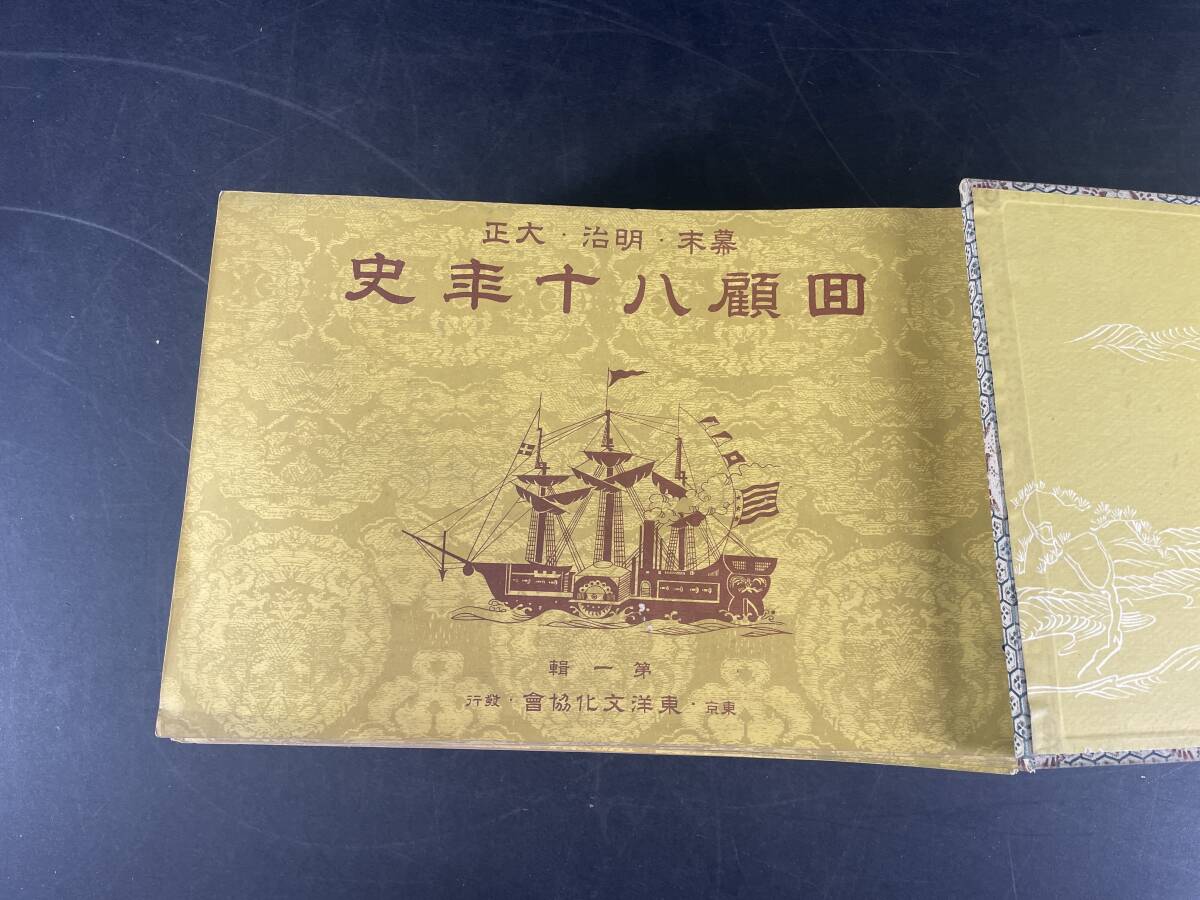 幕末・明治・大正
回顧八十年史
第一輯
東京・東洋文化協會・發行